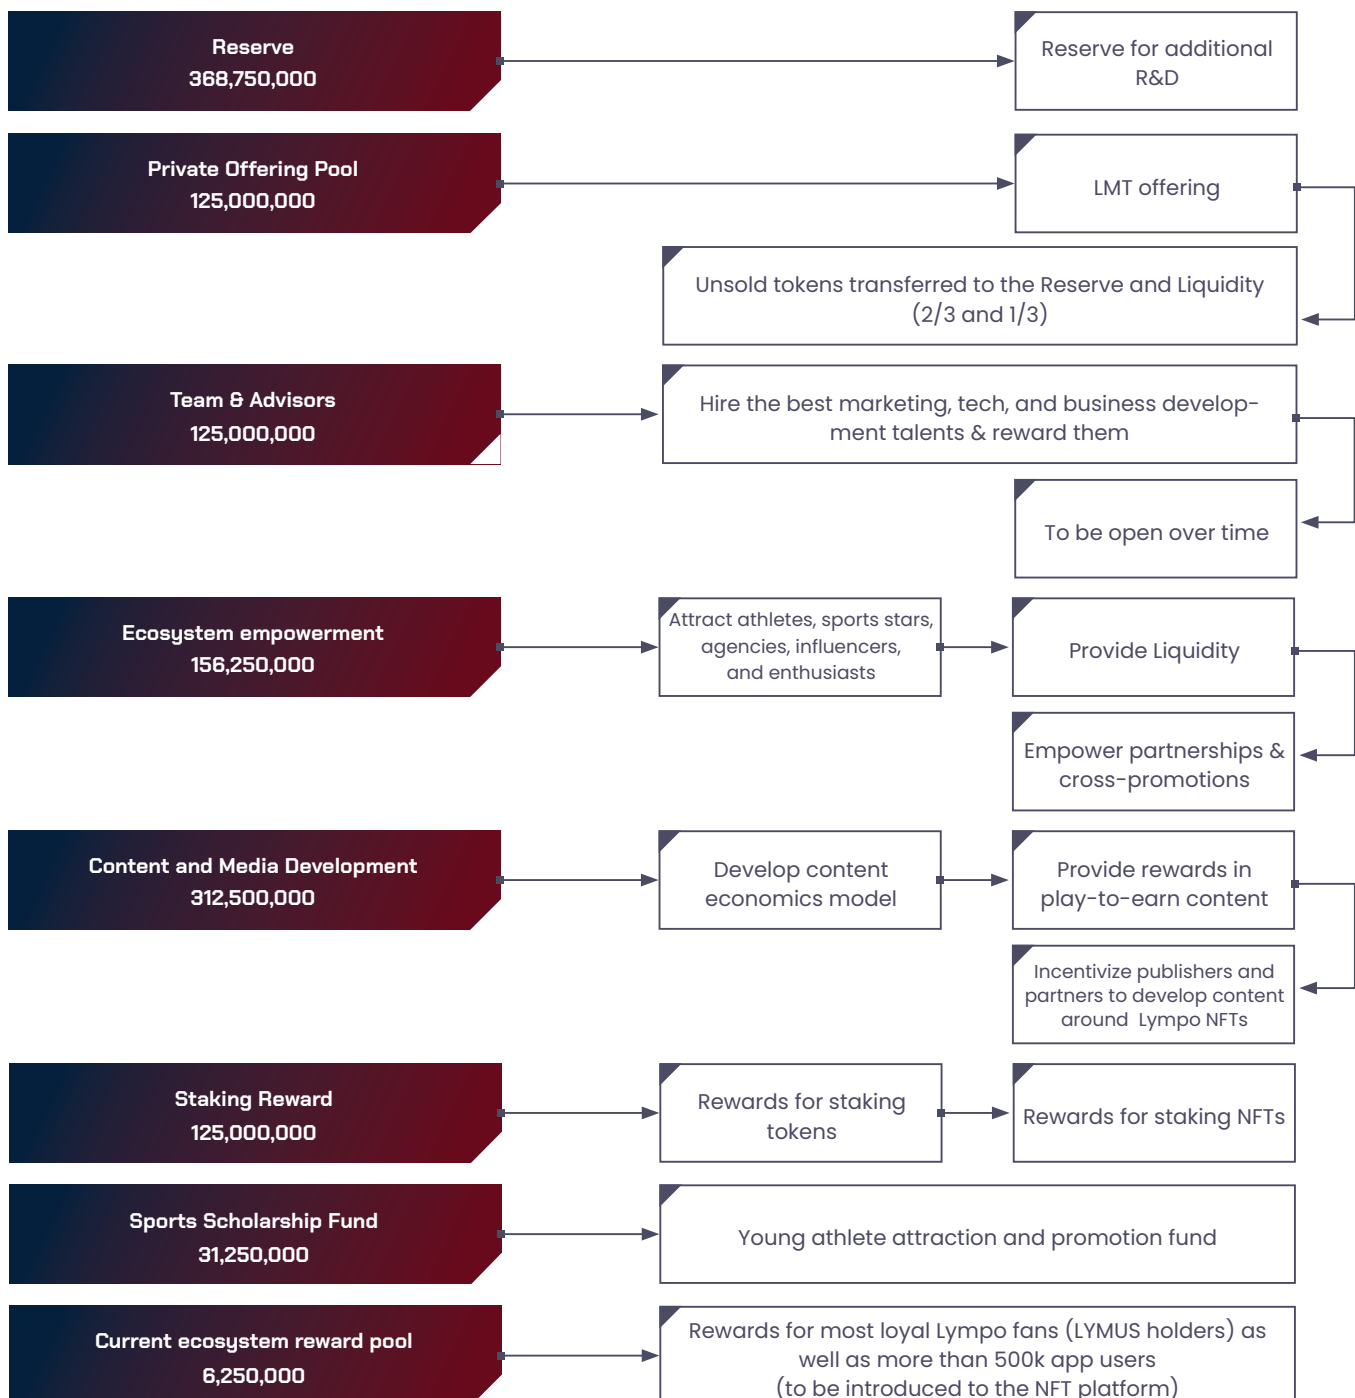 Reserve
368,750,000
Reserve for additional
R&D
Private Offering Pool
125,000,000
LMT offering
Unsold tokens transferred to the Reserve and Liquidity
(2/3 and 1/3)
Team & Advisors
125,000,000
Hire the best marketing, tech, and business develop-
ment talents & reward them
To be open over time
Ecosystem empowerment
156,250,000
Attract athletes, sports stars,
agencies, influencers,
and enthusiasts
Provide Liquidity
Empower partnerships &
cross-promotions
Content and Media Development
312,500,000
Develop content
economics model
Provide rewards in
play-to-earn content
Incentivize publishers and
partners to develop content
around Lympo NFTs
Staking Reward
125,000,000
Rewards for staking
tokens
Rewards for staking NFTs
Sports Scholarship Fund
31,250,000
Young athlete attraction and promotion fund
Current ecosystem reward pool
6,250,000
Rewards for most loyal Lympo fans (LYMUS holders) as
well as more than 500k app users
(to be introduced to the NFT platform)